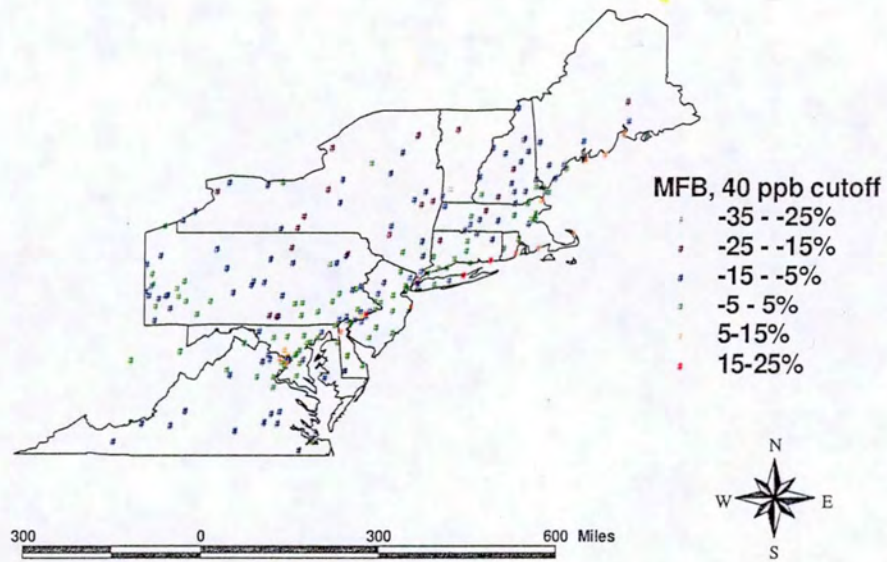 MFB, 40 ppb cutoff
-35 - -25%
-25 - -15%
-15 - -5%
-5 - 5%
5-15%
15-25%
N
W E
S
300 0 300 600 Miles